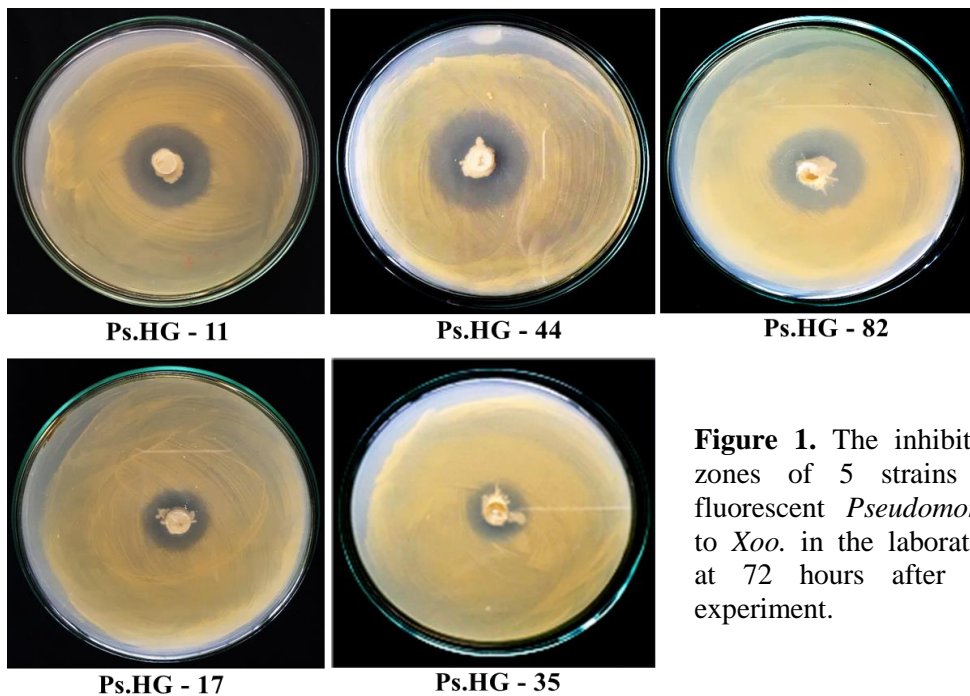 Ps.HG - 11
Ps.HG - 44
Ps.HG - 82
Ps.HG - 17
Ps.HG - 35
Figure 1. The inhibit
zones of 5 strains
fluorescent Pseudomon
to Xoo. in the laborat
at 72 hours after
experiment.